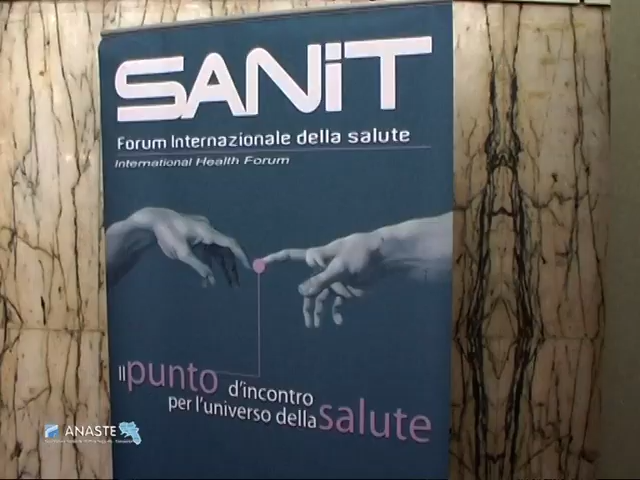 SANiT
Forum Internazionale della salute
International Health Forum
Il punto d'incontro
per l'universo della salute
ANASTE